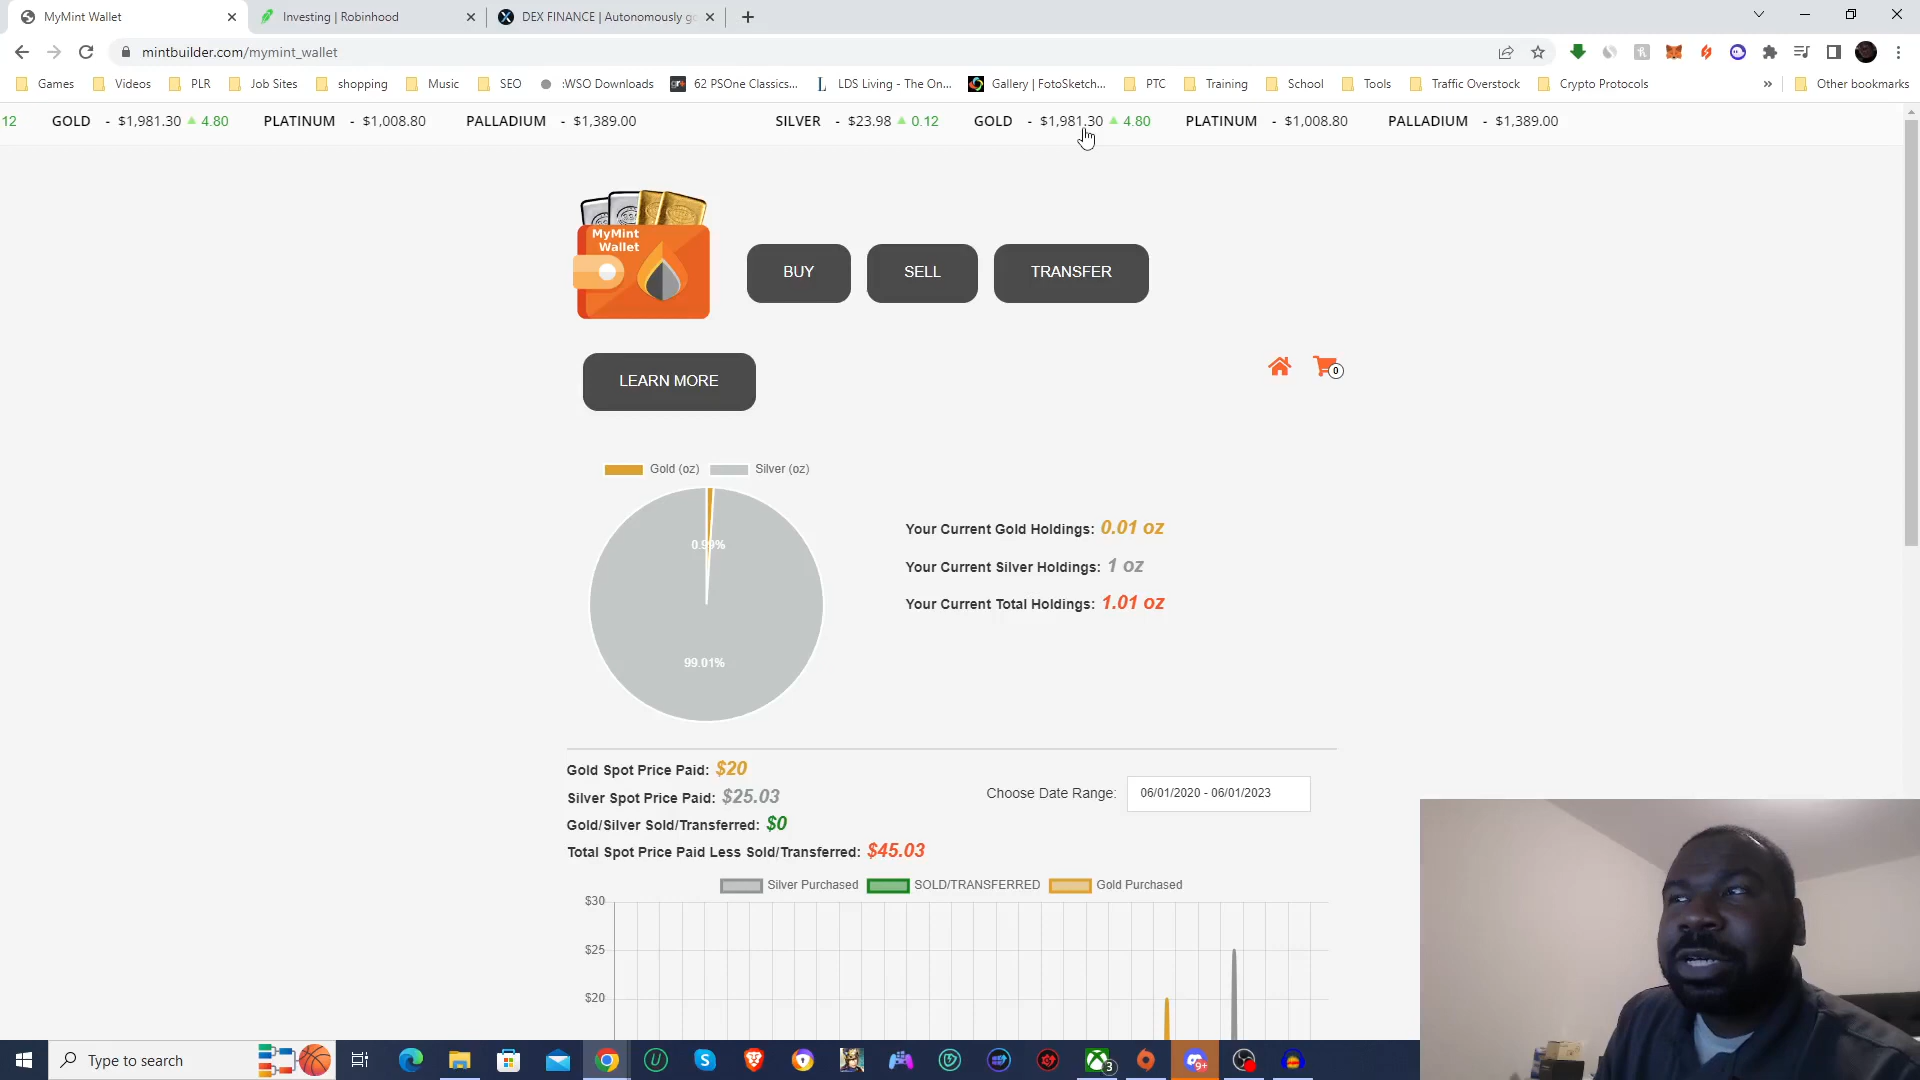 MyMint Wallet
Investing | Robinhood
DEX FINANCE | Autonomously go
mintbuilder.com/mymint_wallet
Games Videos PLR Job Sites shopping Music SEO :WSO Downloads 62 PSOne Classics... LDS Living - The On... Gallery | FotoSketch... PTC Training School Tools Traffic Overstock Crypto Protocols » Other bookmarks
12 GOLD - $1,981.30 4.80 PLATINUM - $1,008.80 PALLADIUM - $1,389.00 SILVER - $23.98 0.12 GOLD - $1,981.30 4.80 PLATINUM - $1,008.80 PALLADIUM - $1,389.00
MyMint
Wallet
BUY SELL TRANSFER
LEARN MORE
0
Gold (oz) Silver (oz)
0.99%
99.01%
Your Current Gold Holdings: 0.01 oz
Your Current Silver Holdings: 1 oz
Your Current Total Holdings: 1.01 oz
Gold Spot Price Paid: $20
Silver Spot Price Paid: $25.03
Gold/Silver Sold/Transferred: $0
Total Spot Price Paid Less Sold/Transferred: $45.03
Choose Date Range: 06/01/2020 - 06/01/2023
Silver Purchased SOLD/TRANSFERRED Gold Purchased
$30
$25
$20
Type to search
3
9+